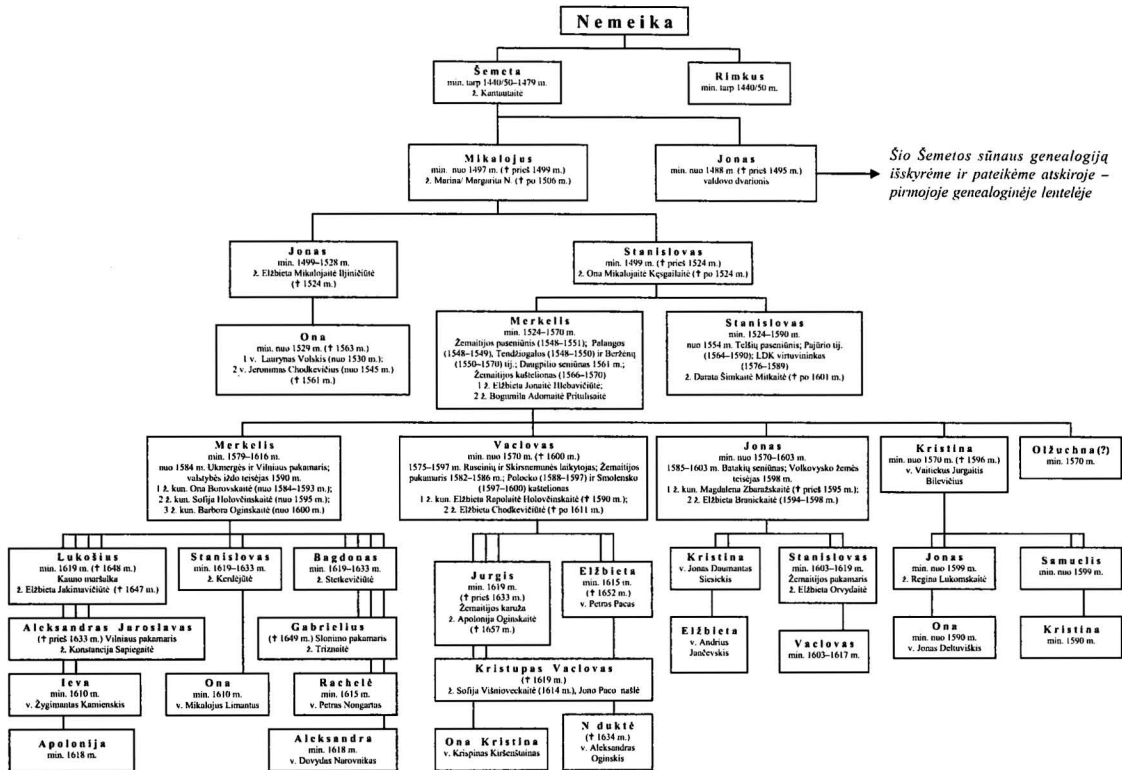 Nemeika
Šemeta
min. tarp 1440/50–1479 m.
ž. Kantautaitė
Rimkus
min. tarp 1440/50 m.
Mikalojus
min. nuo 1497 m. († prieš 1499 m.)
ž. Marina/ Margarita N. († po 1506 m.)
Jonas
min. nuo 1488 m. († prieš 1495 m.)
valdovo dvarionis
Šio Šemetos sūnaus genealogiją
išskyrėme ir pateikėme atskiroje –
pirmojoje genealoginėje lentelėje
Jonas
min. 1499–1528 m.
ž. Elžbieta Mikalojaitė Iljiničiūtė
(† 1524 m.)
Stanislovas
min. 1499 m. († prieš 1524 m.)
ž. Ona Mikalojaitė Kęsgailaitė († po 1524 m.)
Ona
min. nuo 1529 m. († 1563 m.)
1 v. Laurynas Volskis (nuo 1530 m.);
2 v. Jeronimas Chodkevičius (nuo 1545 m.)
(† 1561 m.)
Merkelis
min. 1524–1570 m.
Žemaitijos paseniūnis (1548–1551); Palangos
(1548–1549), Tendžiogalos (1548–1550) ir Beržėnų
(1550–1570) tij.; Daugpilio seniūnas 1561 m.;
Žemaitijos kaštelionas (1566–1570)
1 ž. Elžbieta Jonaitė Hlebavičiūtė;
2 ž. Bogumila Adomaitė Pritulisaitė
Stanislovas
min. 1524–1590 m.
nuo 1554 m. Telšių paseniūnis; Pajūrio tij.
(1564–1590); LDK virtuvininkas
(1576–1589)
ž. Darata Šimkaitė Mitkaitė († po 1601 m.)
Merkelis
min. 1579–1616 m.
nuo 1584 m. Ukmergės ir Vilniaus pakamaris;
valstybės iždo teisėjas 1590 m.
1 ž. kun. Ona Borovskaitė (nuo 1584–1593 m.);
2 ž. kun. Sofija Holovčinskaitė (nuo 1595 m.);
3 ž. kun. Barbora Oginskaitė (nuo 1600 m.)
Vaclovas
min. nuo 1570 m. († 1600 m.)
1575–1597 m. Raseinių ir Skirsnemunės laikytojas; Žemaitijos
pakamaris 1582–1586 m.; Polocko (1588–1597) ir Smolensko
(1597–1600) kaštelionas
1 ž. kun. Elžbieta Rapolaitė Holovčinskaitė († 1590 m.);
2 ž. Elžbieta Chodkevičiūtė († po 1611 m.)
Jonas
min. nuo 1570–1603 m.
1585–1603 m. Batakių seniūnas; Volkovysko žemės
teisėjas 1598 m.
1 ž. kun. Magdalena Zbaražskaitė († prieš 1595 m.);
2 ž. Elžbieta Branickaitė (1594–1598 m.)
Kristina
min. nuo 1570 m. († 1596 m.)
v. Vaitiekus Jurgaitis
Bilevičius
Olžuchna(?)
min. 1570 m.
Lukošius
min. 1619 m. († 1648 m.)
Kauno maršalka
ž. Elžbieta Jakimavičiūtė († 1647 m.)
Stanislovas
min. 1619–1633 m.
ž. Kerdėjūtė
Bagdonas
min. 1619–1633 m.
ž. Stetkevičiūtė
Jurgis
min. 1619 m.
(† prieš 1633 m.)
Žemaitijos karuža
ž. Apolonija Oginskaitė
(† 1657 m.)
Elžbieta
min. 1615 m.
(† 1652 m.)
v. Petras Pacas
Kristina
v. Jonas Daumantas
Siesickis
Stanislovas
min. 1603–1619 m.
Žemaitijos pakamaris
ž. Elžbieta Orvydaitė
Jonas
min. nuo 1599 m.
ž. Regina Lukomskaitė
Samuelis
min. nuo 1599 m.
Aleksandras Jaroslavas
(† prieš 1633 m.) Vilniaus pakamaris
ž. Konstancija Sapiegaitė
Gabrielius
(† 1649 m.) Slonimo pakamaris
ž. Triznaitė
Elžbieta
v. Andrius
Jančevskis
Vaclovas
min. 1603–1617 m.
Ona
min. nuo 1590 m.
v. Jonas Deltuviškis
Kristina
min. 1590 m.
Kristupas Vaclovas
(† 1619 m.)
ž. Sofija Višnioveckaitė (1614 m.), Jono Paco našlė
Ieva
min. 1610 m.
v. Žygimantas Kamienskis
Ona
min. 1610 m.
v. Mikalojus Limantas
Rachelė
min. 1615 m.
v. Petras Nongartas
Apolonija
min. 1618 m.
Aleksandra
min. 1618 m.
v. Dovydas Narovnikas
Ona Kristina
v. Krispinas Kiršenšteinas
N duktė
(† 1634 m.)
v. Aleksandras
Oginskis